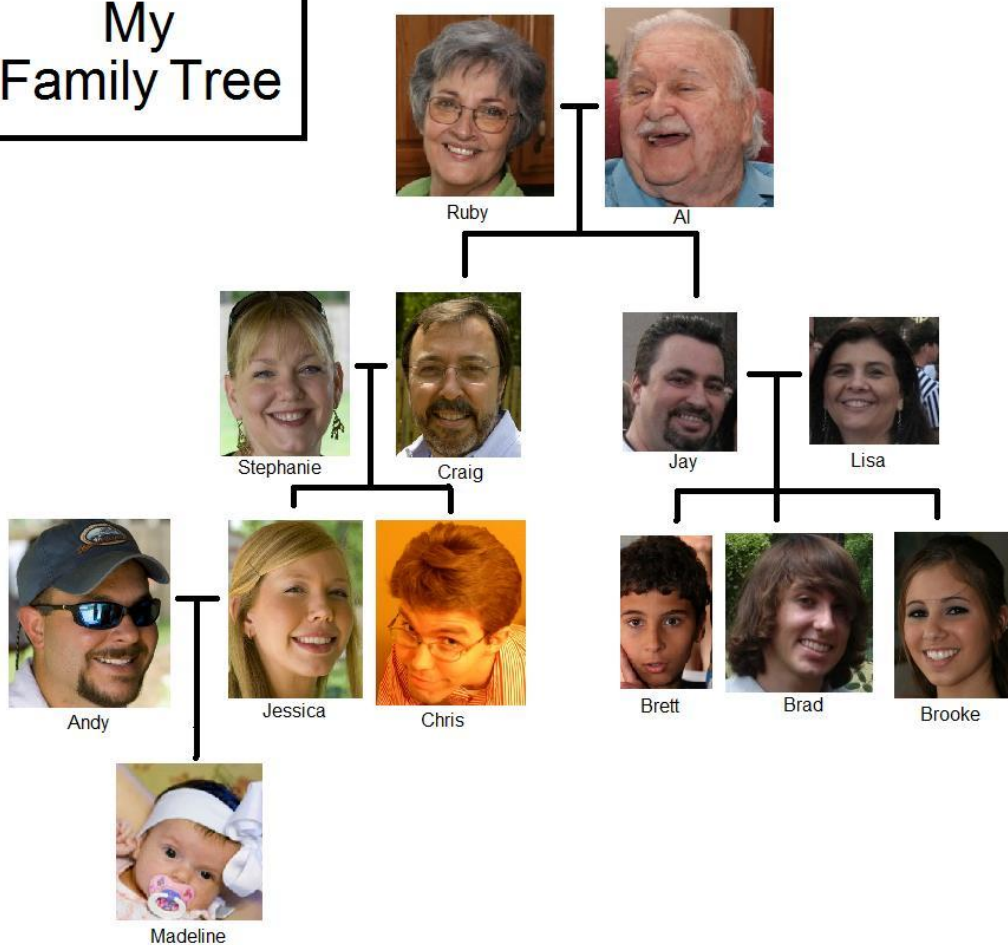 My
Family Tree
Ruby
Al
Stephanie
Craig
Jay
Lisa
Andy
Jessica
Chris
Brett
Brad
Brooke
Madeline